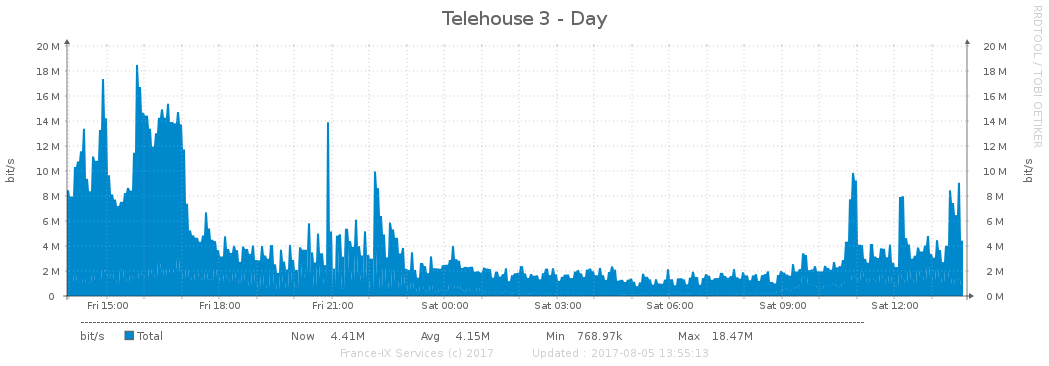 Telehouse 3 - Day
RRDTOOL / TOBI OETIKER
bit/s
20 M
18 M
16 M
14 M
12 M
10 M
8 M
6 M
4 M
2 M
0
20 M
18 M
16 M
14 M
12 M
10 M
8 M
6 M
4 M
2 M
0 M
bit/s
Fri 15:00 Fri 18:00 Fri 21:00 Sat 00:00 Sat 03:00 Sat 06:00 Sat 09:00 Sat 12:00
bit/s Total Now 4.41M Avg 4.15M Min 768.97k Max 18.47M
France-IX Services (c) 2017 Updated : 2017-08-05 13:55:13